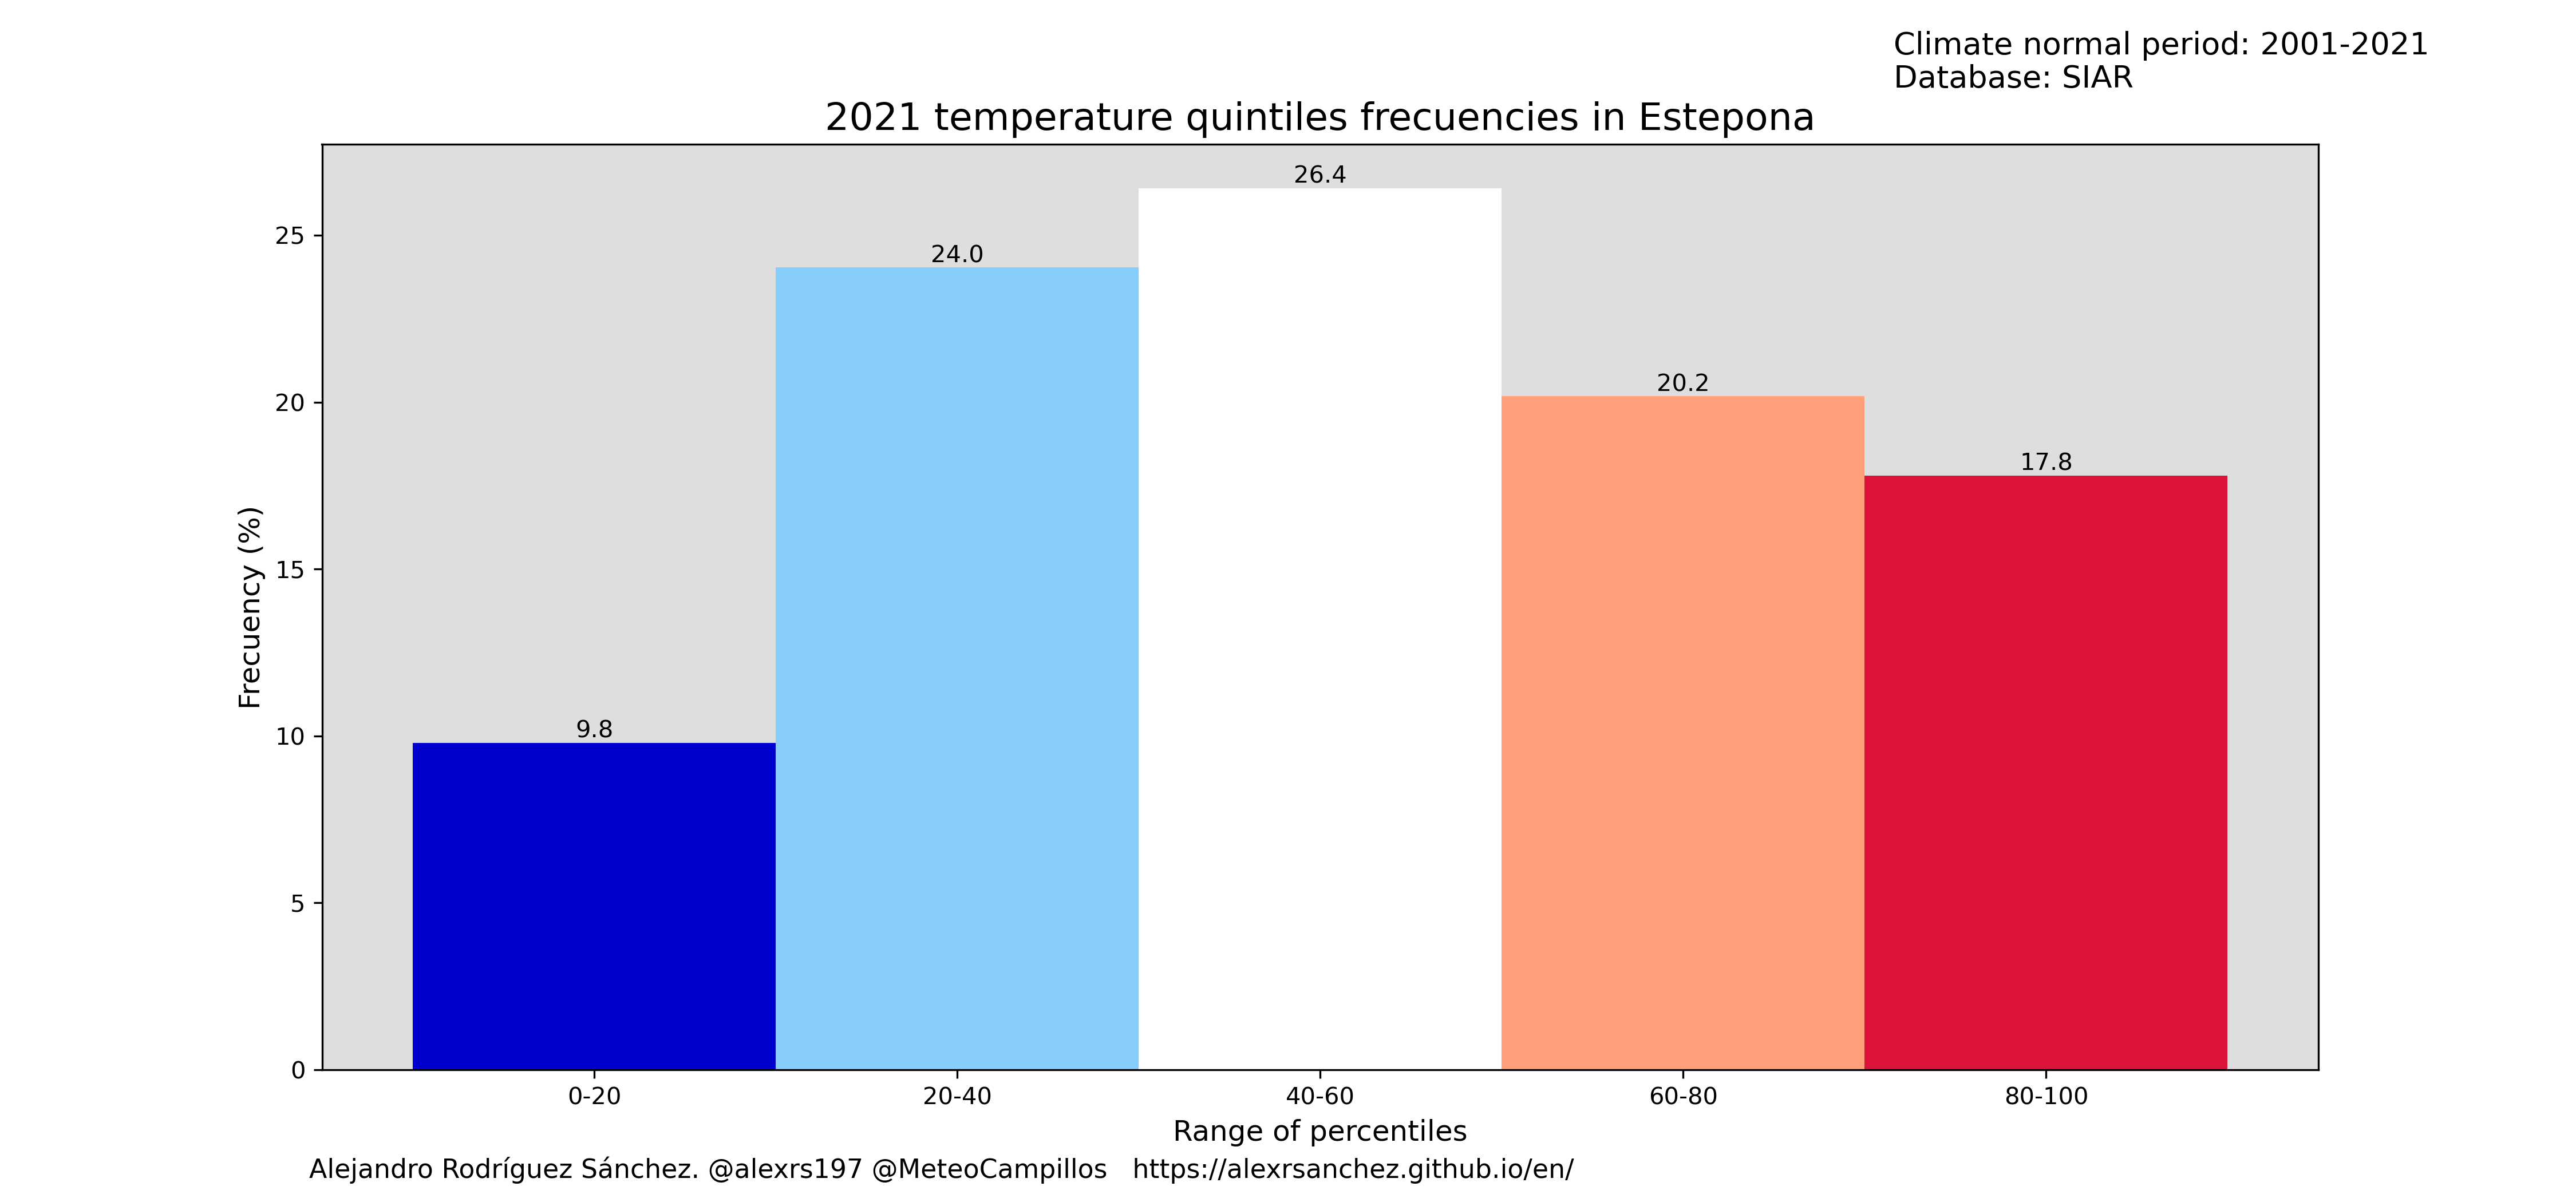 Climate normal period: 2001-2021
Database: SIAR
2021 temperature quintiles frecuencies in Estepona
26.4
25
24.0
20.2
20
17.8
15
Frecuency (%)
9.8
10
5
0
0-20 20-40 40-60 60-80 80-100
Range of percentiles
Alejandro Rodríguez Sánchez. @alexrs197 @MeteoCampillos https://alexrsanchez.github.io/en/